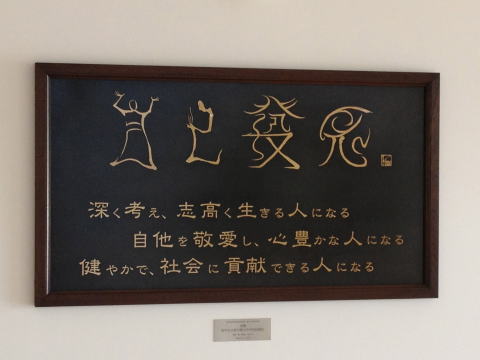 發
深く考え、志高く生きる人になる
自他を敬愛し、心豊かな人になる
健やかで、社会に貢献できる人になる